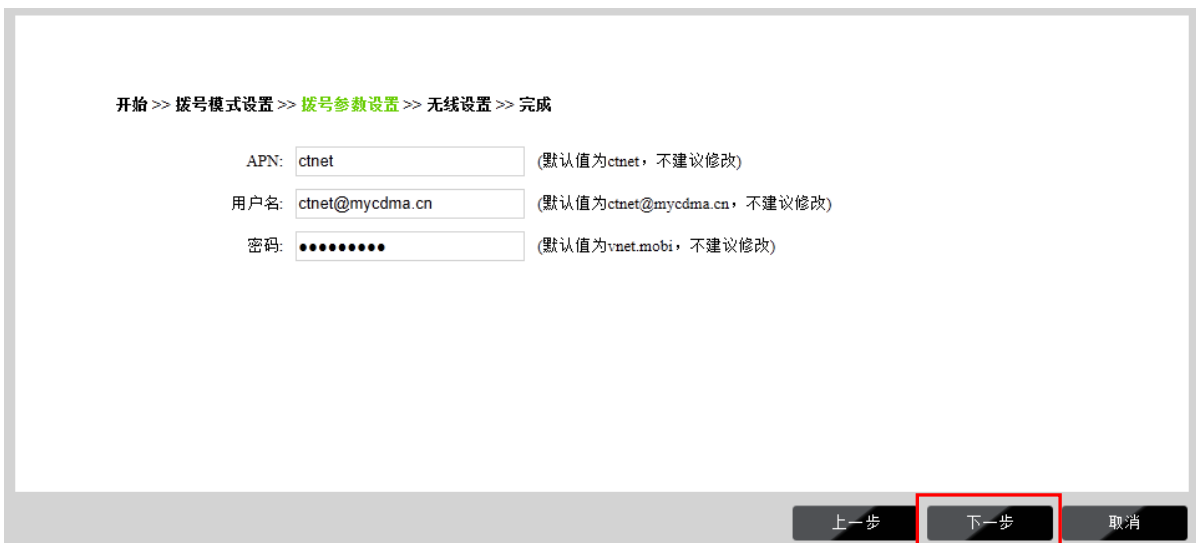 开始 >> 拨号模式设置 >> 拨号参数设置 >> 无线设置 >> 完成
APN: ctnet (默认值为ctnet，不建议修改)
用户名: ctnet@mycdma.cn (默认值为ctnet@mycdma.cn，不建议修改)
密码: ●●●●●●●●● (默认值为vnet.mobi，不建议修改)
上一步 下一步 取消